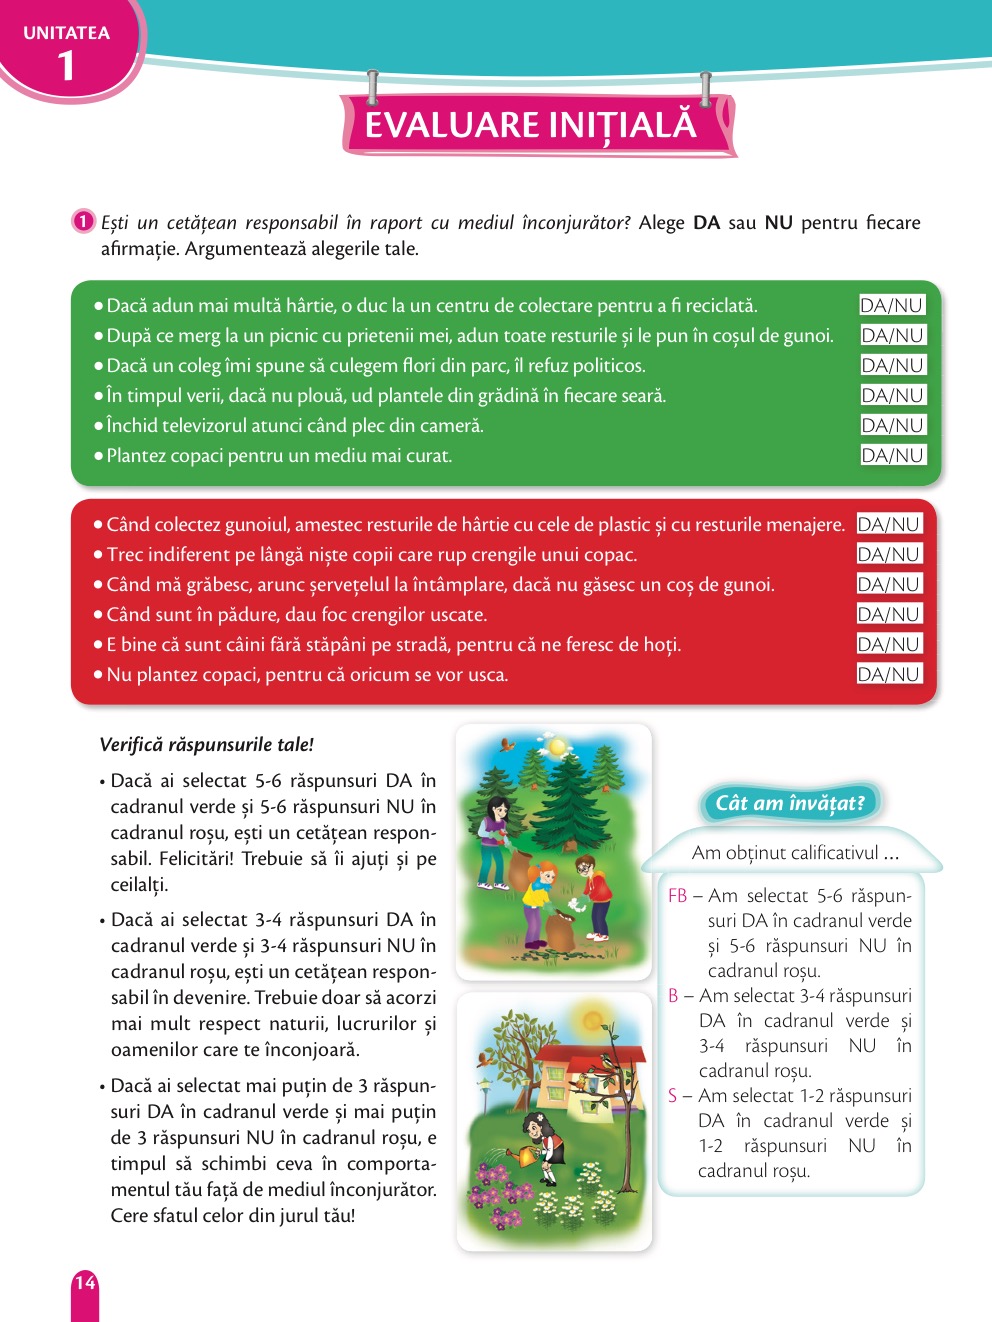 UNITATEA
1
EVALUARE INIȚIALĂ
1 Ești un cetățean responsabil în raport cu mediul înconjurător? Alege DA sau NU pentru fiecare
afirmație. Argumentează alegerile tale.
• Dacă adun mai multă hârtie, o duc la un centru de colectare pentru a fi reciclată. DA/NU
• După ce merg la un picnic cu prietenii mei, adun toate resturile și le pun în coșul de gunoi. DA/NU
• Dacă un coleg îmi spune să culegem flori din parc, îl refuz politicos. DA/NU
• În timpul verii, dacă nu plouă, ud plantele din grădină în fiecare seară. DA/NU
• Închid televizorul atunci când plec din cameră. DA/NU
• Plantez copaci pentru un mediu mai curat. DA/NU
• Când colectez gunoiul, amestec resturile de hârtie cu cele de plastic și cu resturile menajere. DA/NU
• Trec indiferent pe lângă niște copii care rup crengile unui copac. DA/NU
• Când mă grăbesc, arunc șervețelul la întâmplare, dacă nu găsesc un coș de gunoi. DA/NU
• Când sunt în pădure, dau foc crengilor uscate. DA/NU
• E bine că sunt câini fără stăpâni pe stradă, pentru că ne feresc de hoți. DA/NU
• Nu plantez copaci, pentru că oricum se vor usca. DA/NU
Verifică răspunsurile tale!
• Dacă ai selectat 5-6 răspunsuri DA în
cadranul verde și 5-6 răspunsuri NU în
cadranul roșu, ești un cetățean respon-
sabil. Felicitări! Trebuie să îi ajuți și pe
ceilalți.
• Dacă ai selectat 3-4 răspunsuri DA în
cadranul verde și 3-4 răspunsuri NU în
cadranul roșu, ești un cetățean respon-
sabil în devenire. Trebuie doar să acorzi
mai mult respect naturii, lucrurilor și
oamenilor care te înconjoară.
• Dacă ai selectat mai puțin de 3 răspun-
suri DA în cadranul verde și mai puțin
de 3 răspunsuri NU în cadranul roșu, e
timpul să schimbi ceva în comporta-
mentul tău față de mediul înconjurător.
Cere sfatul celor din jurul tău!
Cât am învățat?
Am obținut calificativul ...
FB – Am selectat 5-6 răspun-
suri DA în cadranul verde
și 5-6 răspunsuri NU în
cadranul roșu.
B – Am selectat 3-4 răspunsuri
DA în cadranul verde și
3-4 răspunsuri NU în
cadranul roșu.
S – Am selectat 1-2 răspunsuri
DA în cadranul verde și
1-2 răspunsuri NU în
cadranul roșu.
14